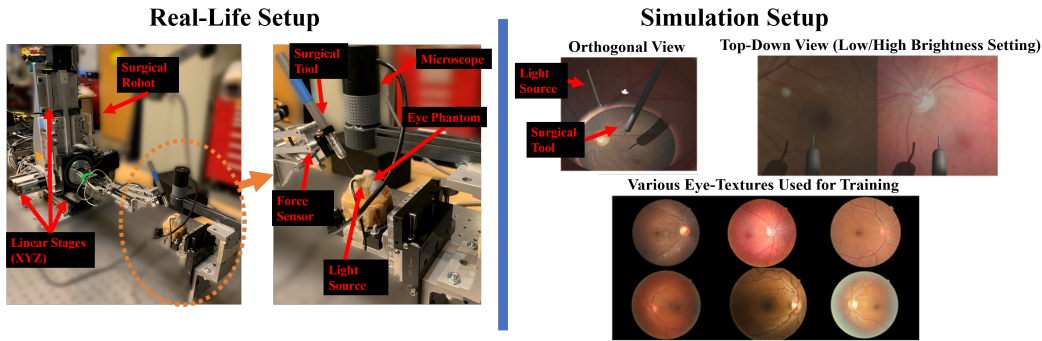 Real-Life Setup
Surgical
Robot
Linear Stages
(XYZ)
Surgical
Tool
Microscope
Eye Phantom
Force
Sensor
Light
Source
Simulation Setup
Orthogonal View
Light
Source
Surgical
Tool
Top-Down View (Low/High Brightness Setting)
Various Eye-Textures Used for Training